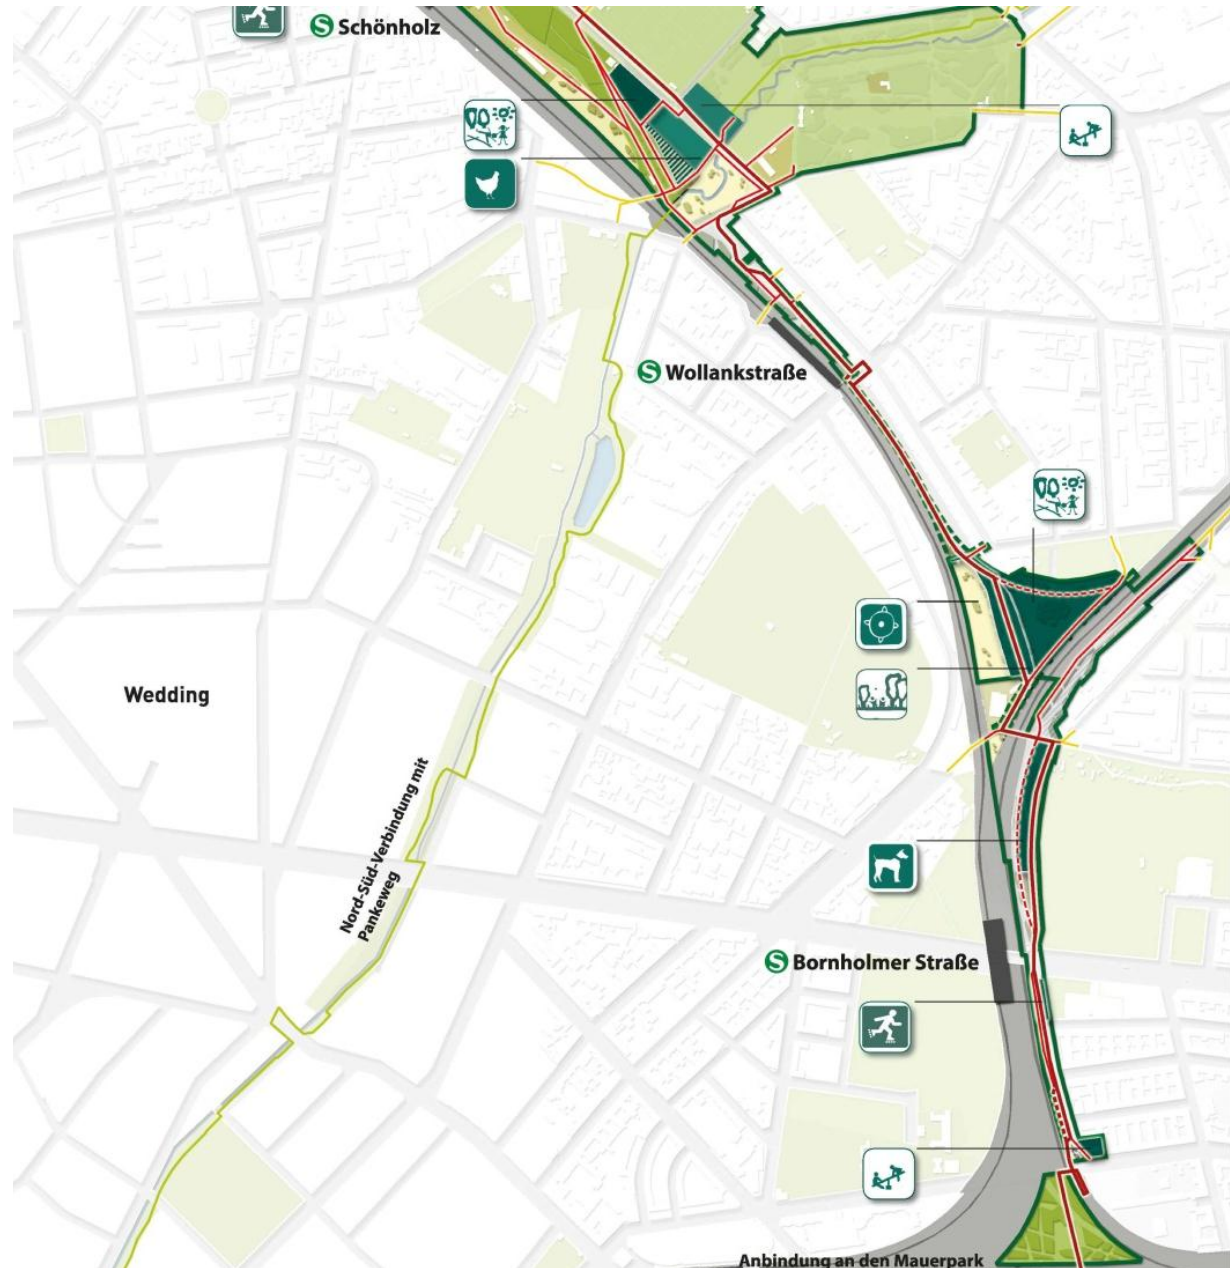 S Schönholz
S Wollankstraße
Wedding
Nord-Süd-Verbindung mit
Pankeweg
S Bornholmer Straße
Anbindung an den Mauerpark